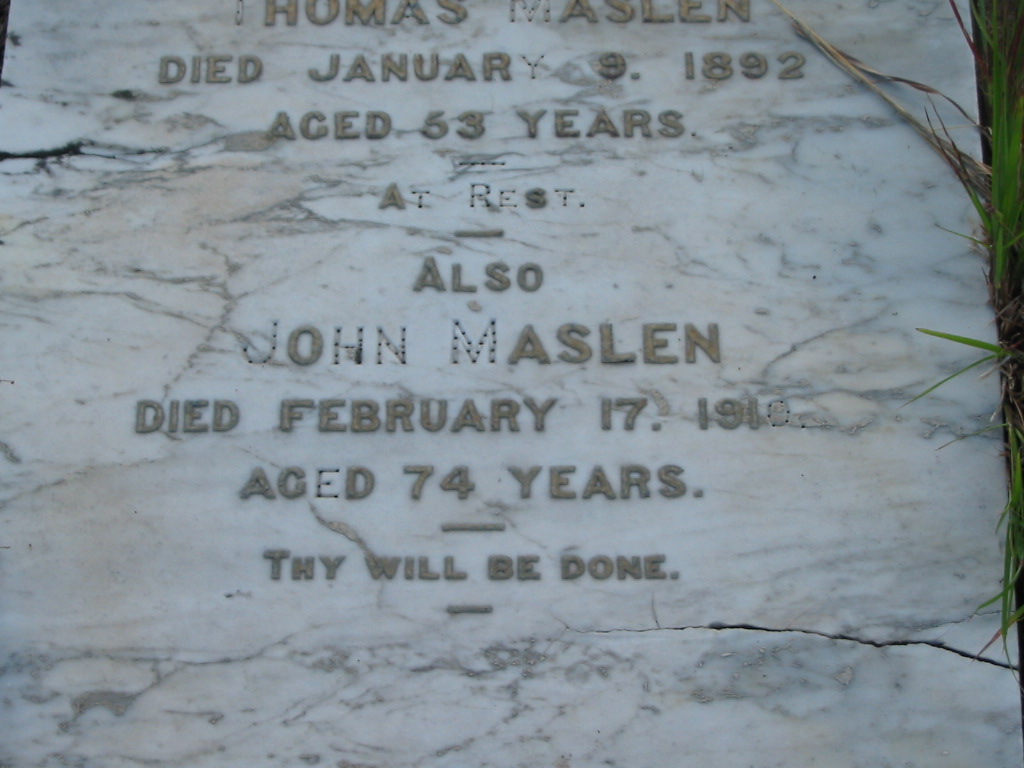 THOMAS MASLEN
DIED JANUARY 9. 1892
AGED 53 YEARS.
AT REST.
ALSO
JOHN MASLEN
DIED FEBRUARY 17. 1910.
AGED 74 YEARS.
THY WILL BE DONE.